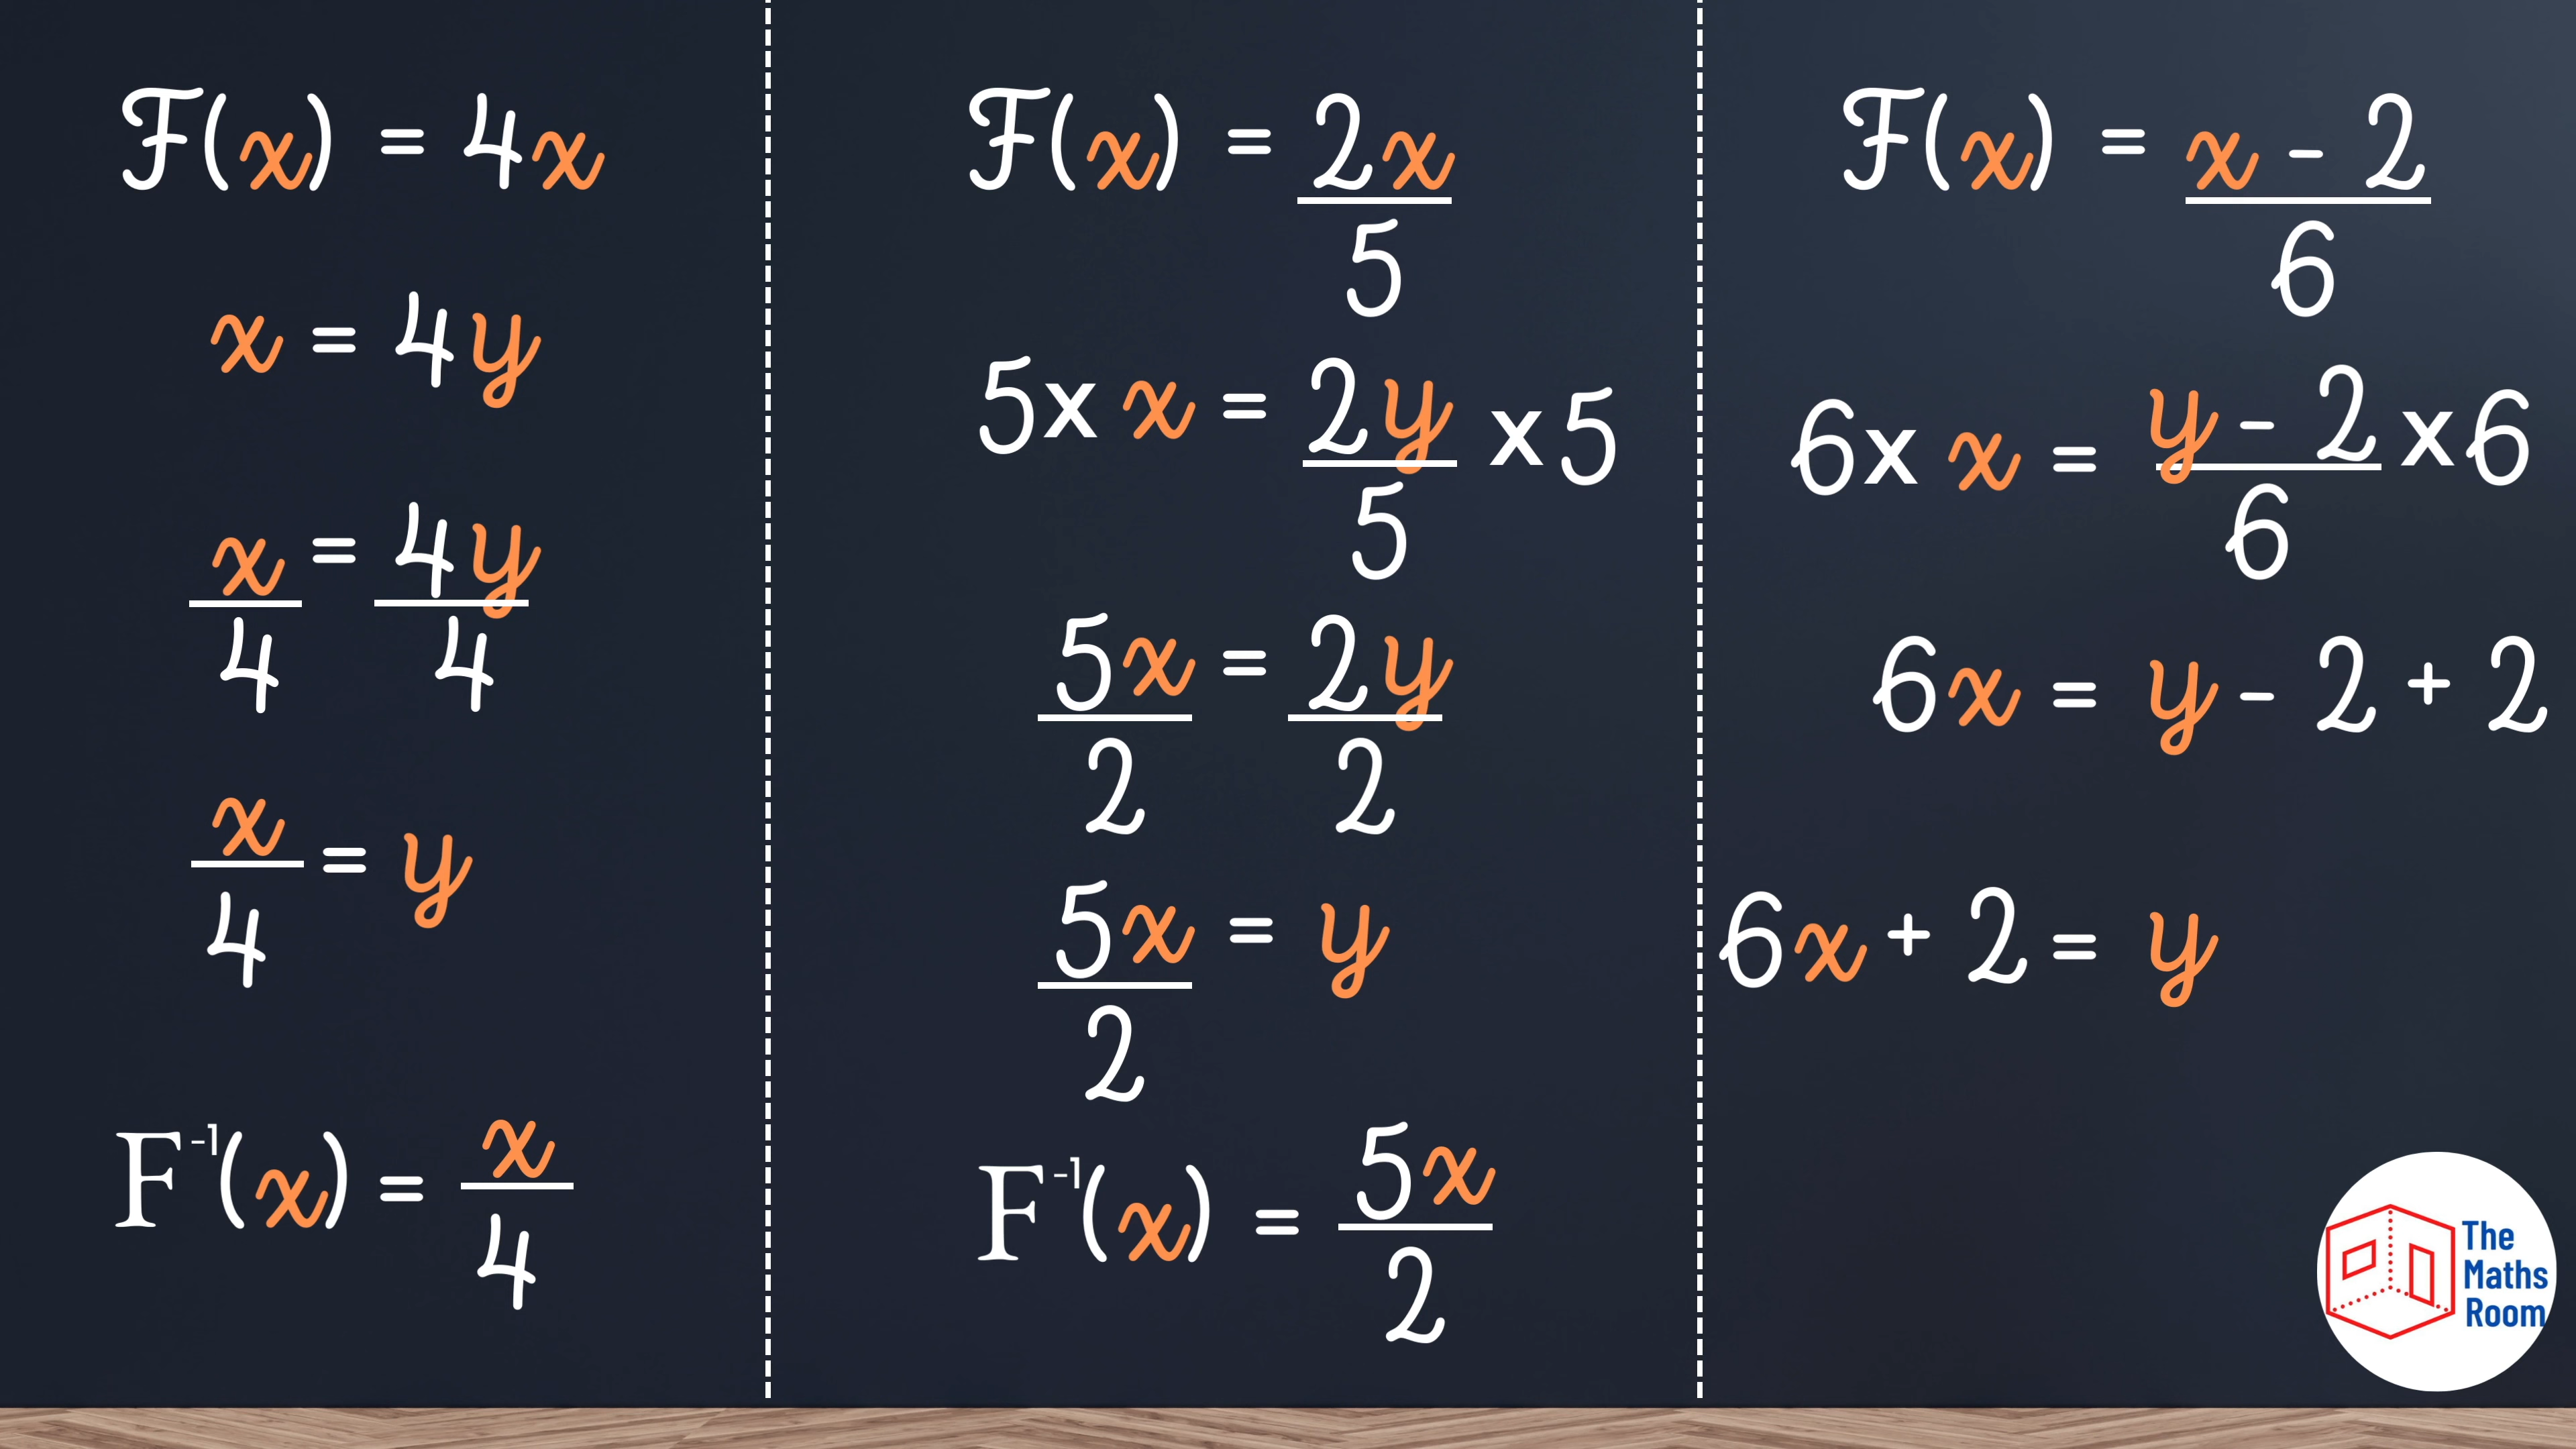 F(x) = 4x
x = 4y
x/4 = 4y/4
x/4 = y
F⁻¹(x) = x/4
F(x) = 2x/5
5x x = 2y/5 x5
5x/2 = 2y/2
5x/2 = y
F⁻¹(x) = 5x/2
F(x) = x - 2/6
6x x = y - 2/6 x6
6x = y - 2 + 2
6x + 2 = y
The
Maths
Room